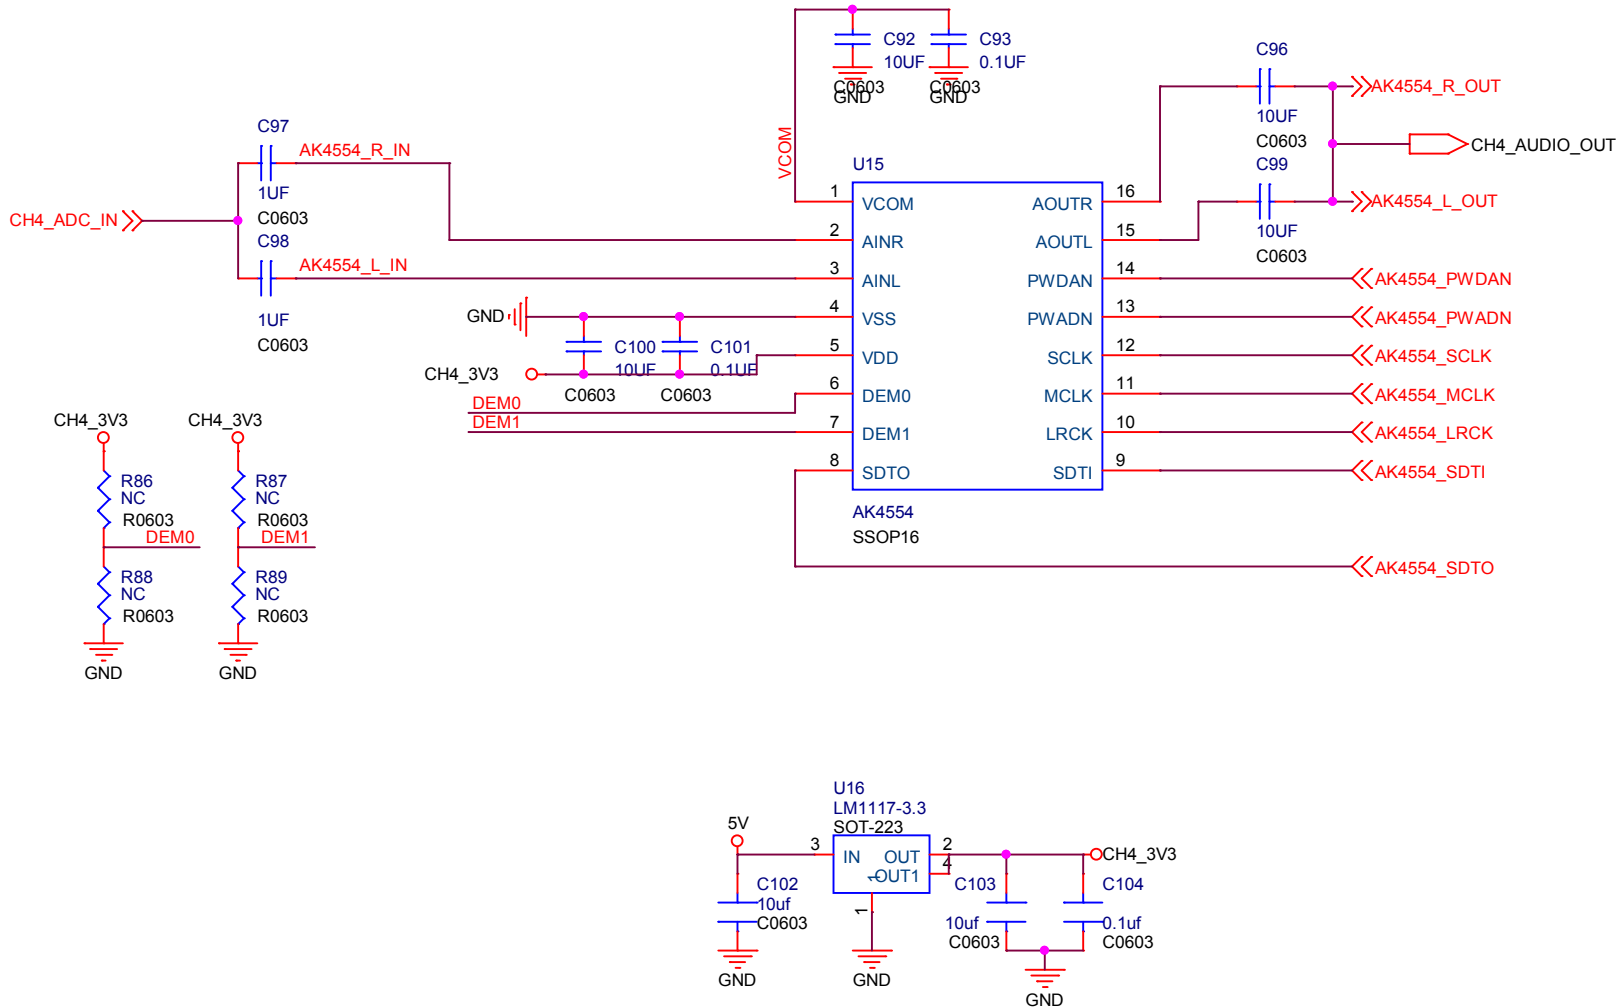 C92
10UF
C0603
GND
C93
0.1UF
C0603
GND
VCOM
C96
10UF
C0603
AK4554_R_OUT
CH4_AUDIO_OUT
C99
10UF
C0603
AK4554_L_OUT
C97
1UF
C0603
AK4554_R_IN
CH4_ADC_IN
C98
1UF
C0603
AK4554_L_IN
U15
1 VCOM AOUTR 16
2 AINR AOUTL 15
3 AINL PWDAN 14
4 VSS PWADN 13
5 VDD SCLK 12
6 DEM0 MCLK 11
7 DEM1 LRCK 10
8 SDTO SDTI 9
AK4554
SSOP16
AK4554_PWDAN
AK4554_PWADN
AK4554_SCLK
AK4554_MCLK
AK4554_LRCK
AK4554_SDTI
AK4554_SDTO
GND
C100
10UF
C0603
C101
0.1UF
C0603
CH4_3V3
DEM0
DEM1
CH4_3V3
R86
NC
R0603
DEM0
R88
NC
R0603
GND
CH4_3V3
R87
NC
R0603
DEM1
R89
NC
R0603
GND
U16
LM1117-3.3
SOT-223
5V
3 IN OUT 2
OUT1 4
1
1
CH4_3V3
C102
10uf
C0603
GND
GND
C103
10uf
C0603
C104
0.1uf
C0603
GND